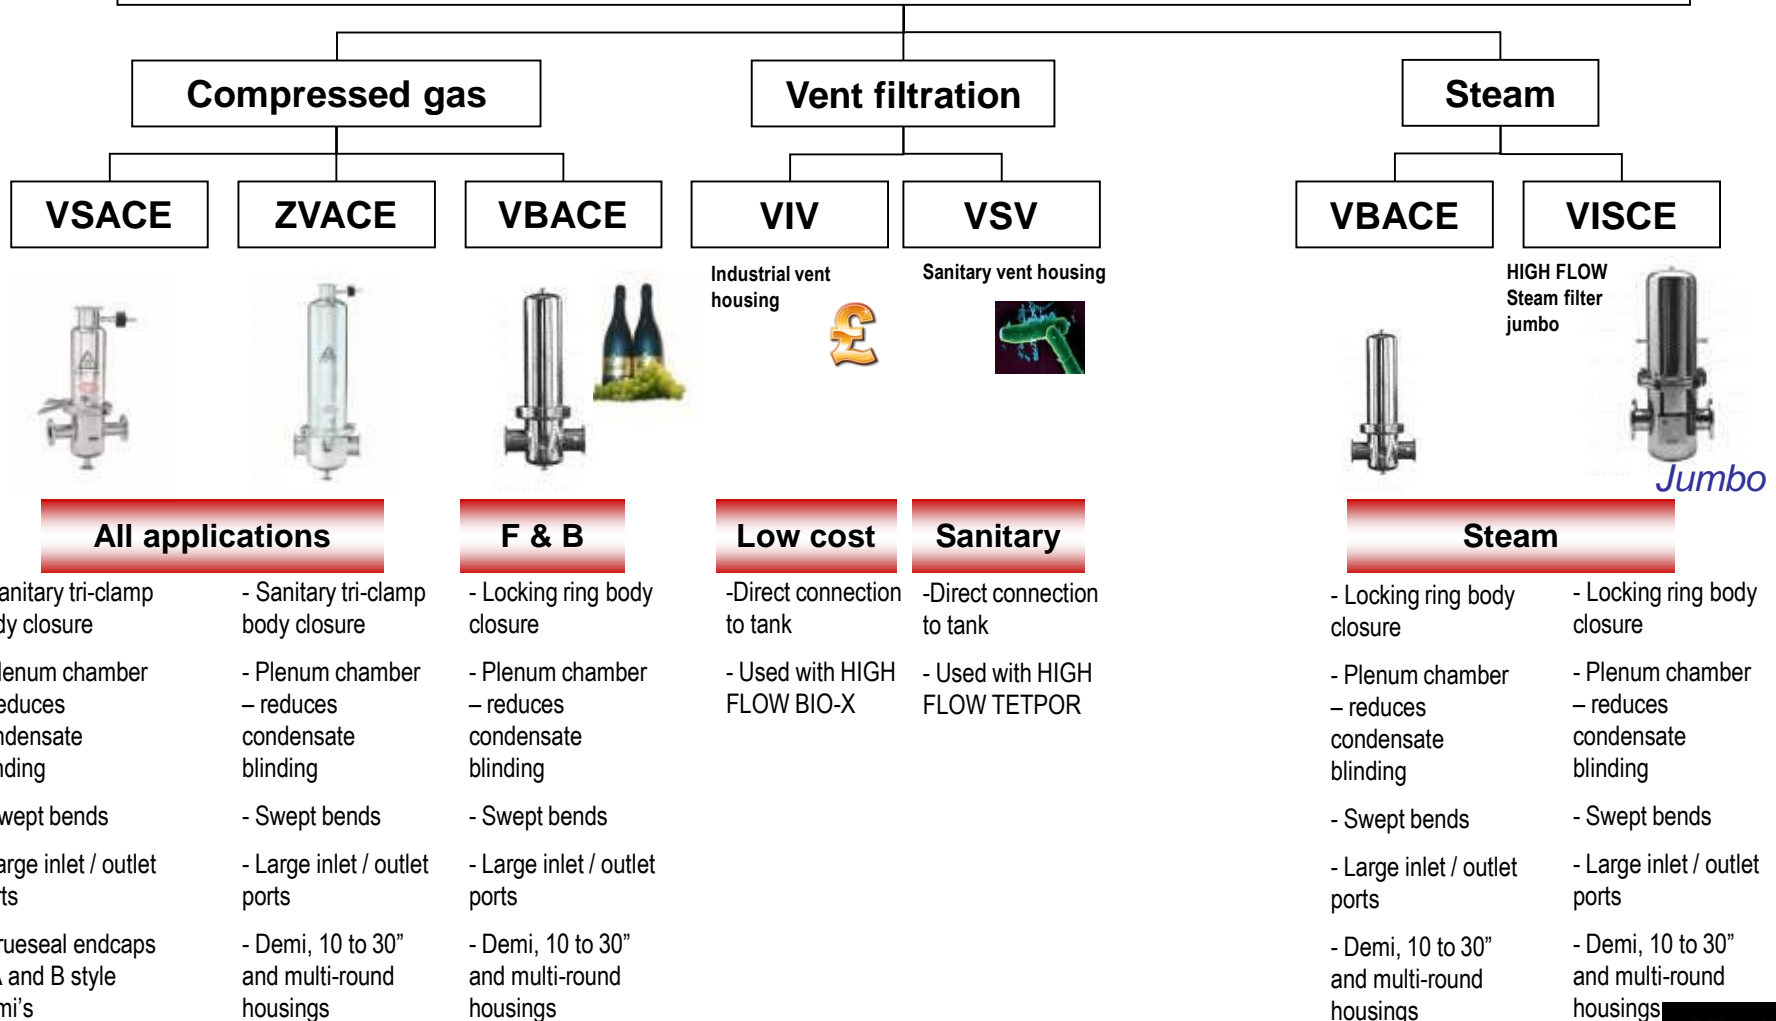 Compressed gas
Vent filtration
Steam
VSACE
ZVACE
VBACE
VIV
VSV
VBACE
VISCE
Industrial vent
housing
Sanitary vent housing
HIGH FLOW
Steam filter
jumbo
£
Jumbo
All applications
F & B
Low cost
Sanitary
Steam
anitary tri-clamp
dy closure
lenum chamber
educes
ndensate
nding
wept bends
arge inlet / outlet
rts
rueseal endcaps
A and B style
mi’s
- Sanitary tri-clamp
body closure
- Plenum chamber
– reduces
condensate
blinding
- Swept bends
- Large inlet / outlet
ports
- Demi, 10 to 30”
and multi-round
housings
- Locking ring body
closure
- Plenum chamber
– reduces
condensate
blinding
- Swept bends
- Large inlet / outlet
ports
- Demi, 10 to 30”
and multi-round
housings
-Direct connection
to tank
- Used with HIGH
FLOW BIO-X
-Direct connection
to tank
- Used with HIGH
FLOW TETPOR
- Locking ring body
closure
- Plenum chamber
– reduces
condensate
blinding
- Swept bends
- Large inlet / outlet
ports
- Demi, 10 to 30”
and multi-round
housings
- Locking ring body
closure
- Plenum chamber
– reduces
condensate
blinding
- Swept bends
- Large inlet / outlet
ports
- Demi, 10 to 30”
and multi-round
housings